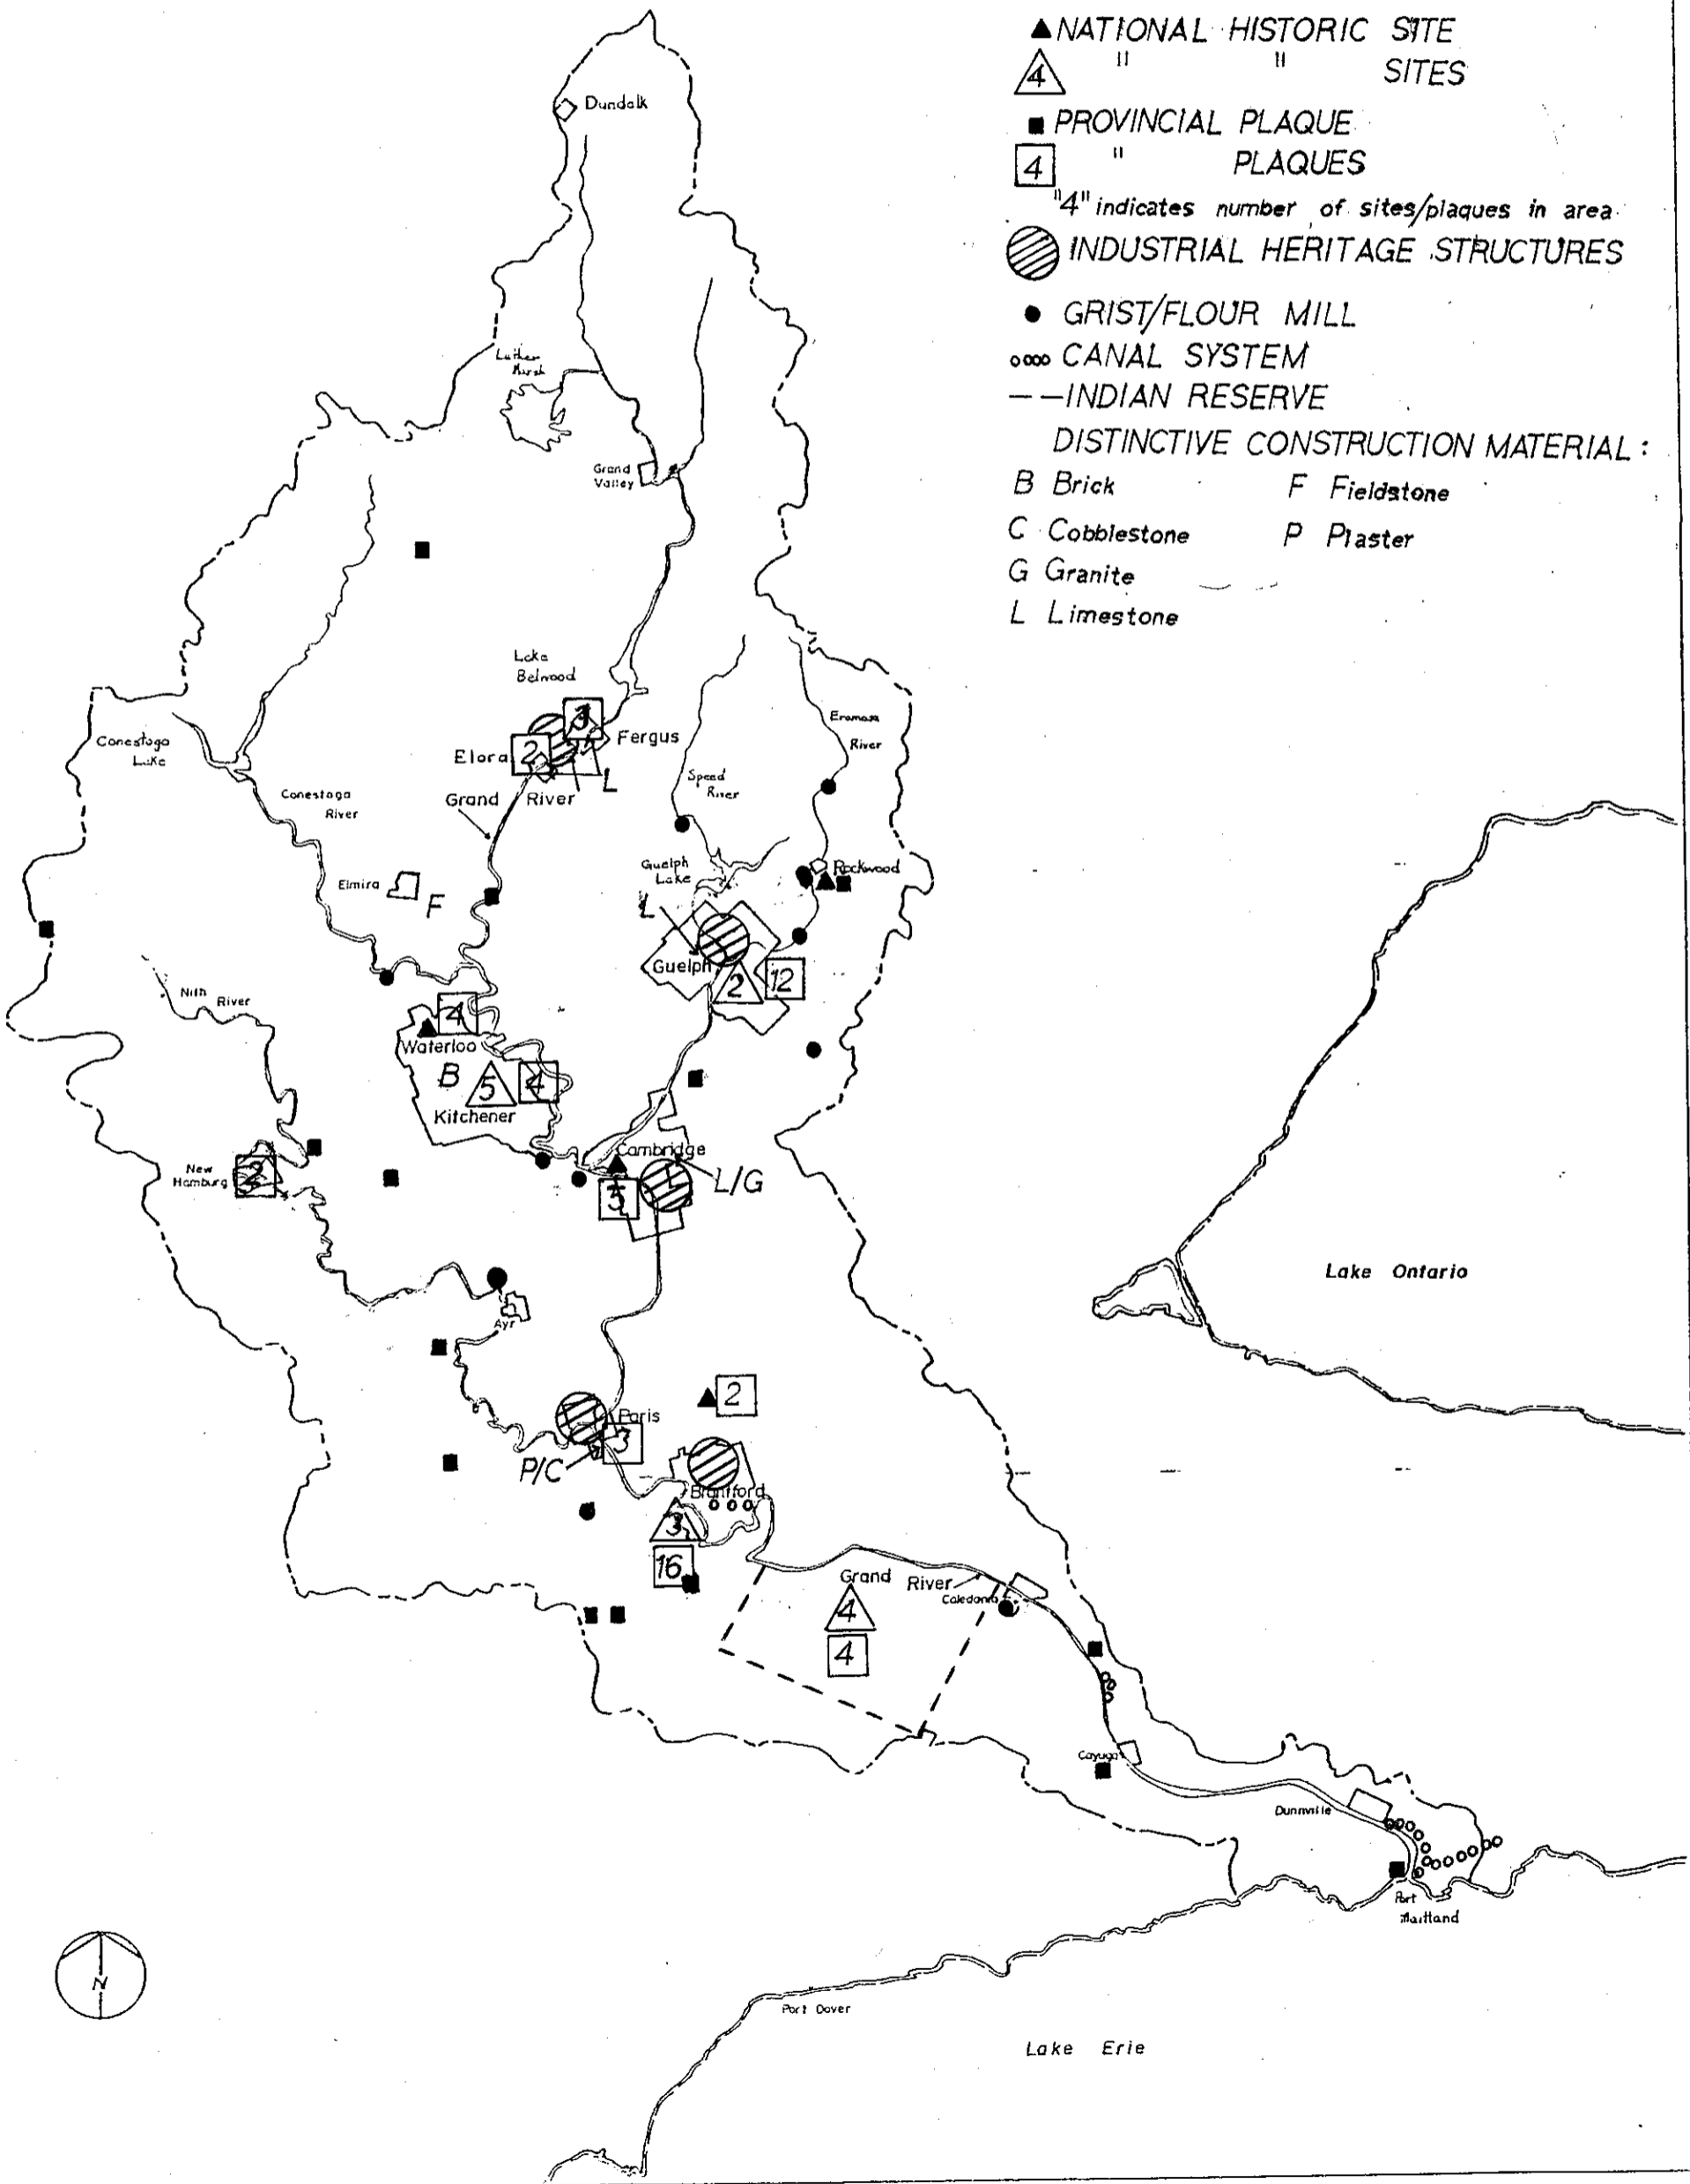 ▲ NATIONAL HISTORIC SITE
4 " " SITES
■ PROVINCIAL PLAQUE
4 " PLAQUES
"4" indicates number of sites/plaques in area
INDUSTRIAL HERITAGE STRUCTURES
● GRIST/FLOUR MILL
oooo CANAL SYSTEM
-- INDIAN RESERVE
DISTINCTIVE CONSTRUCTION MATERIAL:
B Brick F Fieldstone
C Cobblestone P Plaster
G Granite
L Limestone
Dundalk
Luther
Marsh
Grand
Valley
Lake
Belwood
3
Fergus
Elora
2
L
Grand River
Conestoga
Lake
Conestoga
River
Eramosa
River
Speed
River
Guelph
Lake
Rockwood
Elmira
F
L
Guelph
2
12
Nith River
4
Waterloo
B
5
4
Kitchener
Cambridge
L/G
5
New
Hamburg
2
Ayr
2
Paris
3
P/C
Brantford
3
16
Grand River
4
4
Caledonia
Cayuga
Dunnville
Port
Maitland
Port Dover
Lake Ontario
Lake Erie
N